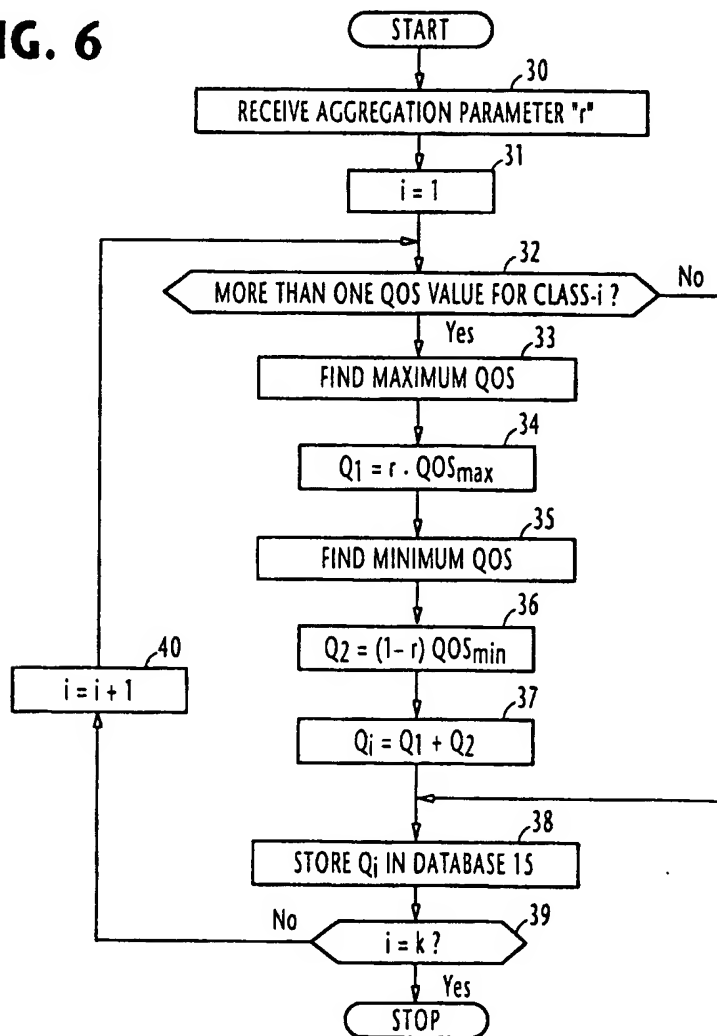 IG. 6
START
30
RECEIVE AGGREGATION PARAMETER "r"
31
i = 1
32
MORE THAN ONE QOS VALUE FOR CLASS-i ?
No
Yes
33
FIND MAXIMUM QOS
34
Q1 = r . QOSmax
35
FIND MINIMUM QOS
36
Q2 = (1– r) QOSmin
40
i = i + 1
37
Qi = Q1 + Q2
38
STORE Qi IN DATABASE 15
39
No
i = k ?
Yes
STOP